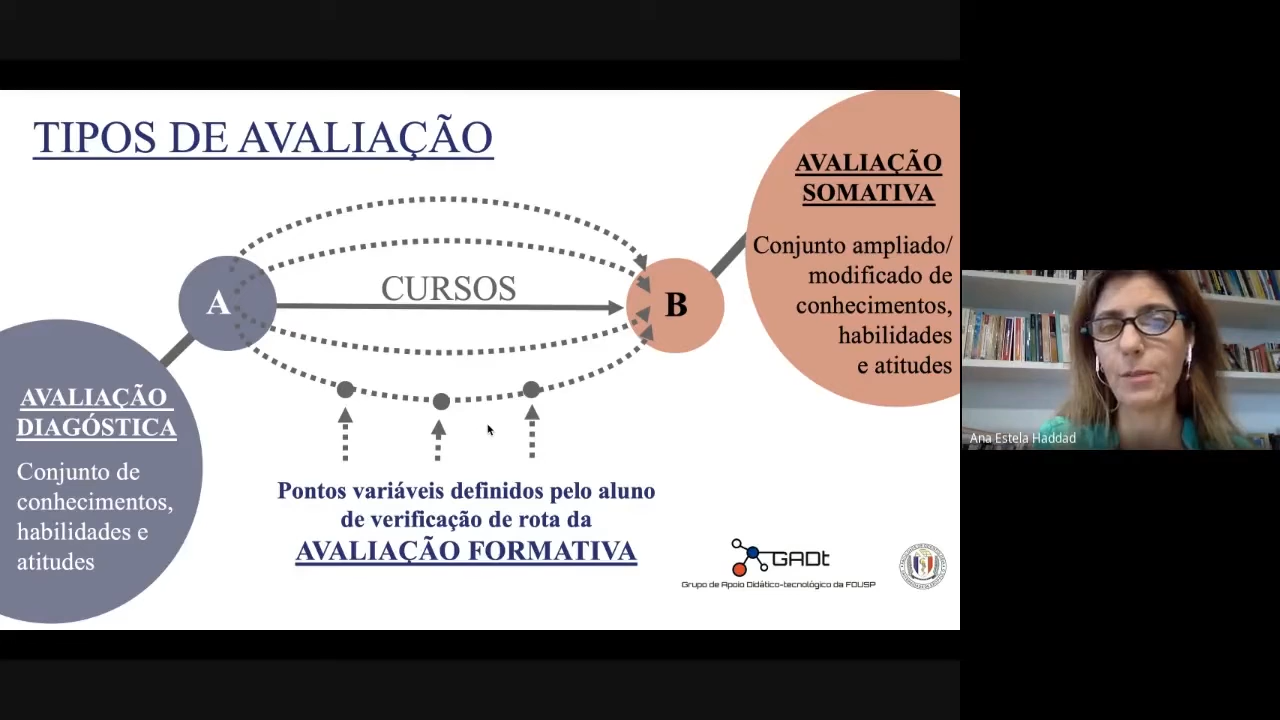 TIPOS DE AVALIAÇÃO
AVALIAÇÃO
SOMATIVA
Conjunto ampliado/
modificado de
conhecimentos,
habilidades
e atitudes
CURSOS
A
B
AVALIAÇÃO
DIAGÓSTICA
Conjunto de
conhecimentos,
habilidades e
atitudes
Pontos variáveis definidos pelo aluno
de verificação de rota da
AVALIAÇÃO FORMATIVA
GADt
Grupo de Apoio Didático-tecnológico da FOUSP
Ana Estela Haddad